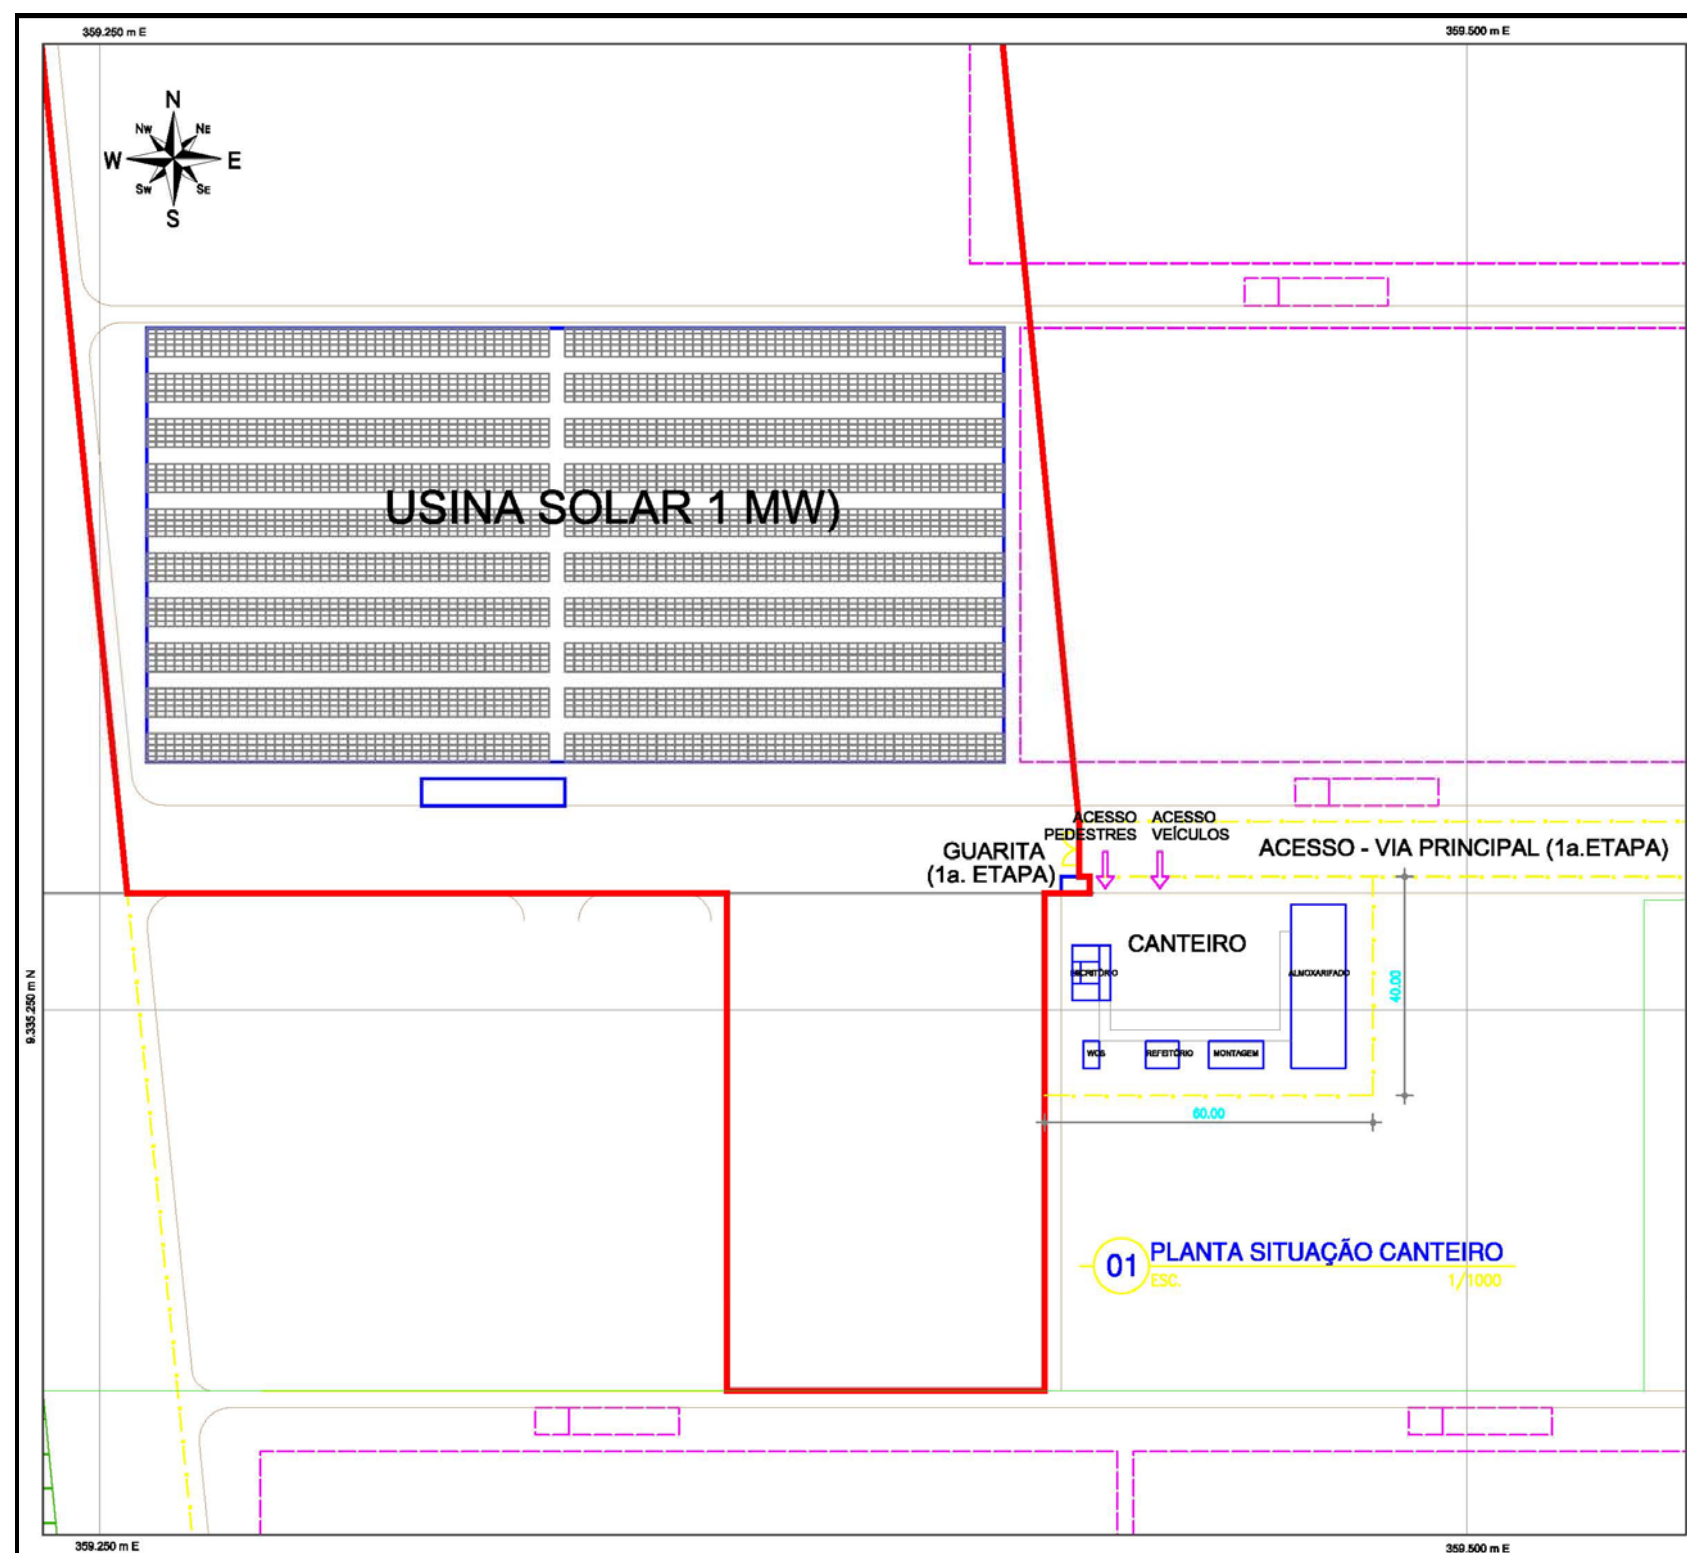 359.250 m E
359.500 m E
N
NW
NE
W
E
SW
SE
S
USINA SOLAR 1 MW)
ACESSO
PEDESTRES
ACESSO
VEÍCULOS
GUARITA
(1a. ETAPA)
ACESSO - VIA PRINCIPAL (1a.ETAPA)
CANTEIRO
ESCRITÓRIO
ALMOXARIFADO
40.00
9.335.250 m N
WCS
REFEITÓRIO
MONTAGEM
60.00
01
PLANTA SITUAÇÃO CANTEIRO
ESC.
1/1000
359.250 m E
359.500 m E